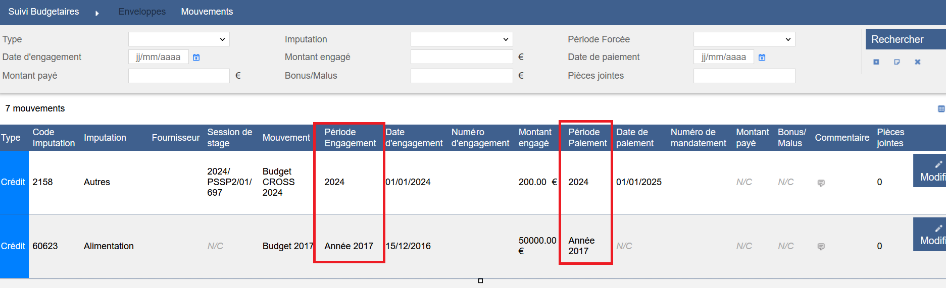 Suivi Budgetaires Enveloppes Mouvements
Type Imputation Période Forcée Rechercher
Date d'engagement jj/mm/aaaa Montant engagé € Date de paiement jj/mm/aaaa
Montant payé € Bonus/Malus Pièces jointes
7 mouvements
Type Code Imputation Imputation Fournisseur Session de stage Mouvement Période Engagement Date d'engagement Numéro d'engagement Montant engagé Période Paiement Date de paiement Numéro de mandatement Montant payé Bonus/ Malus Commentaire Pièces jointes
Crédit 2158 Autres 2024/ PSSP2/01/ 697 Budget CROSS 2024 2024 01/01/2024 200.00 € 2024 01/01/2025 N/C N/C 0 Modifi
Crédit 60623 Alimentation N/C Budget 2017 Année 2017 15/12/2016 50000.00 € Année 2017 N/C N/C 0 Modifi